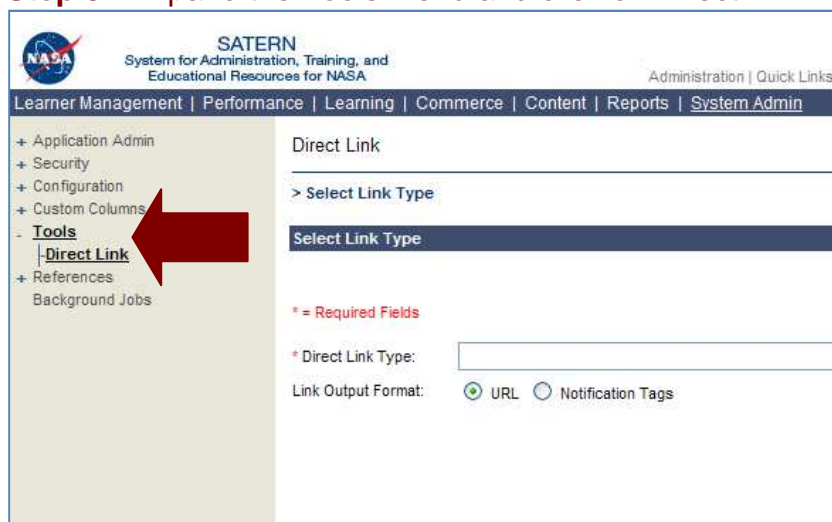 SATERN
System for Administration, Training, and
Educational Resources for NASA
NASA
Administration | Quick Links
Learner Management | Performance | Learning | Commerce | Content | Reports | System Admin
+ Application Admin
+ Security
+ Configuration
+ Custom Columns
- Tools
-Direct Link
+ References
Background Jobs
Direct Link
> Select Link Type
Select Link Type
* = Required Fields
* Direct Link Type:
Link Output Format: URL Notification Tags